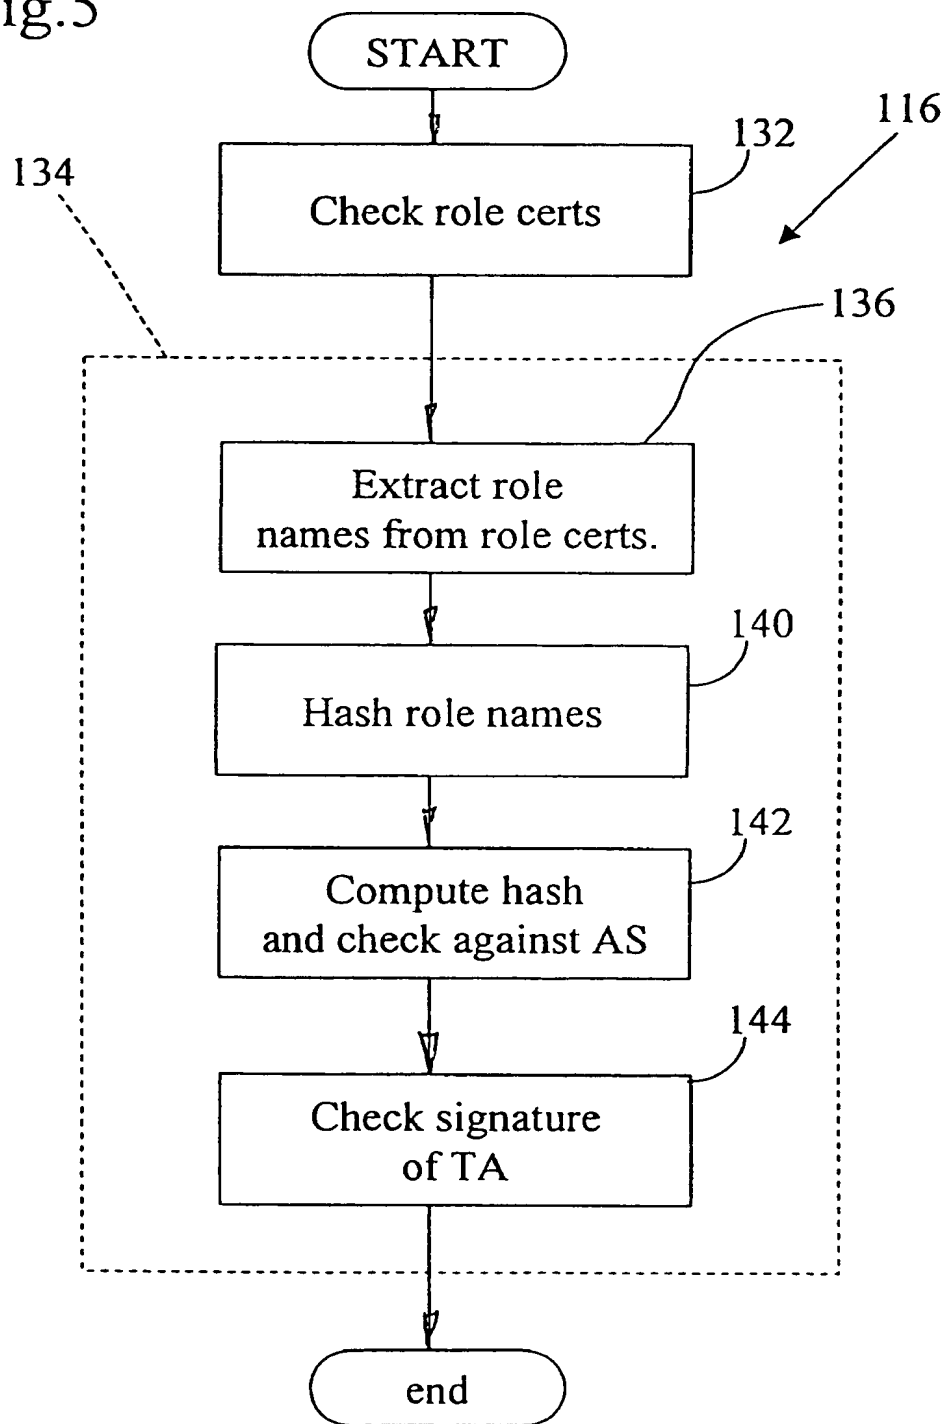 ig.5
START
116
132
134
Check role certs
136
Extract role
names from role certs.
140
Hash role names
142
Compute hash
and check against AS
144
Check signature
of TA
end